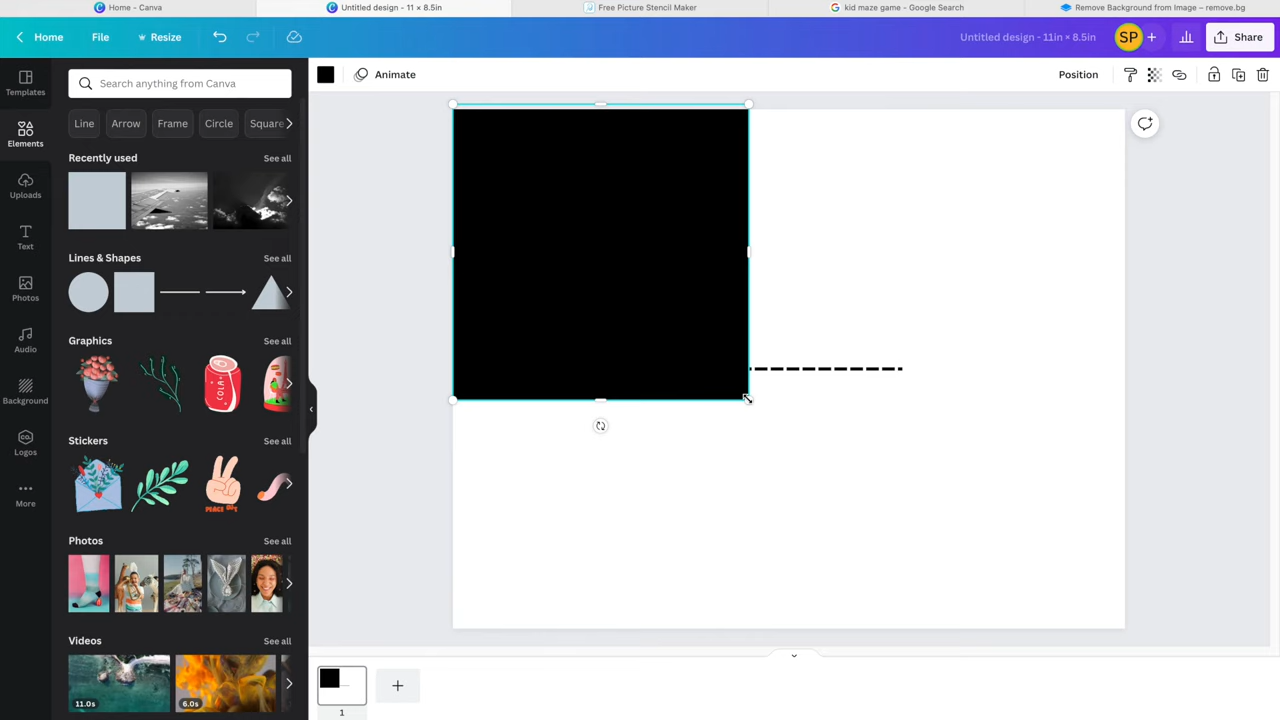 Home - Canva
Untitled design - 11 × 8.5in
Free Picture Stencil Maker
kid maze game - Google Search
Remove Background from Image – remove.bg
Home
File
Resize
Untitled design - 11in × 8.5in
SP
Share
Templates
Search anything from Canva
Animate
Position
Elements
Line
Arrow
Frame
Circle
Square
Recently used
See all
Uploads
Text
Lines & Shapes
See all
Photos
Graphics
See all
COLA
Audio
Background
Stickers
See all
Logos
PEACE OUT
More
Photos
See all
Videos
See all
11.0s
6.0s
1